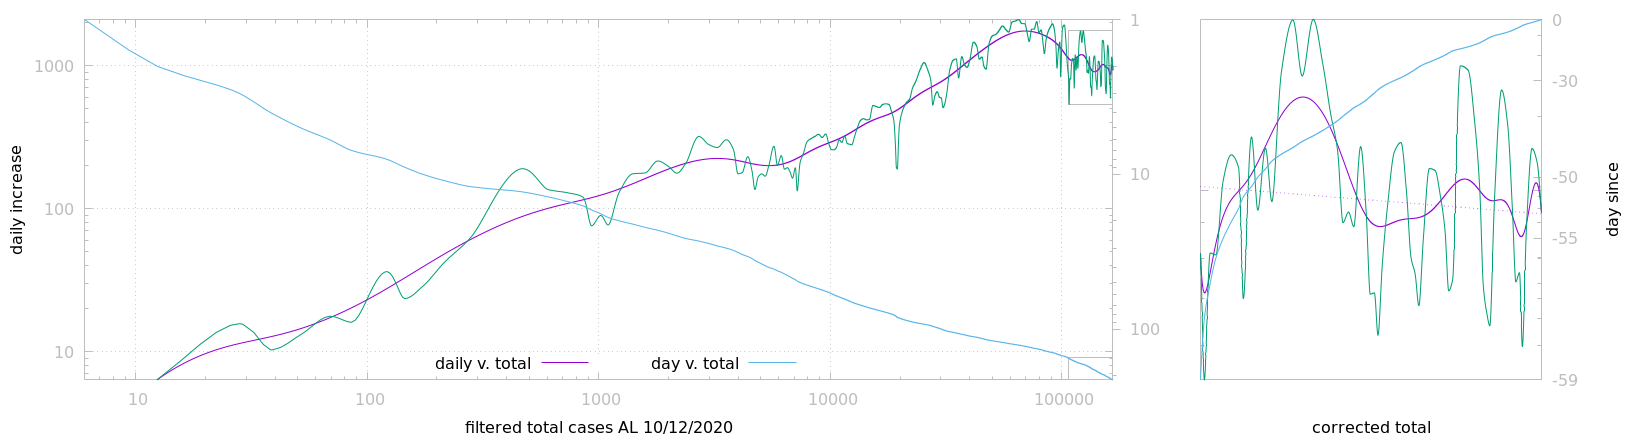 daily increase
1000
100
10
10
100
1000
10000
100000
1
10
100
daily v. total
day v. total
filtered total cases AL 10/12/2020
0
-30
-50
-55
-59
day since
corrected total